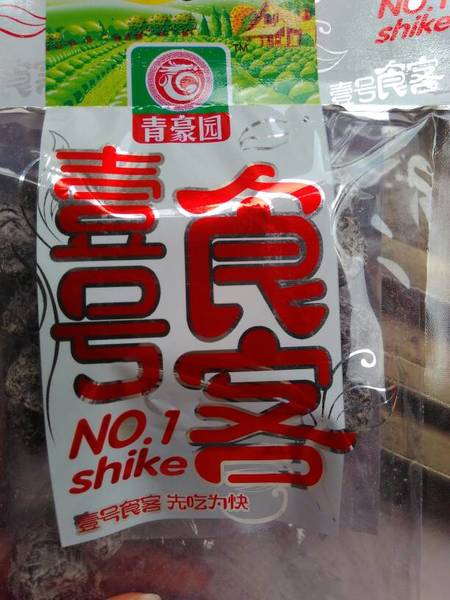 NO.1
shike
壹号食客
TM
青豪园
壹号
食客
NO.1
shike
壹号食客 先吃为快